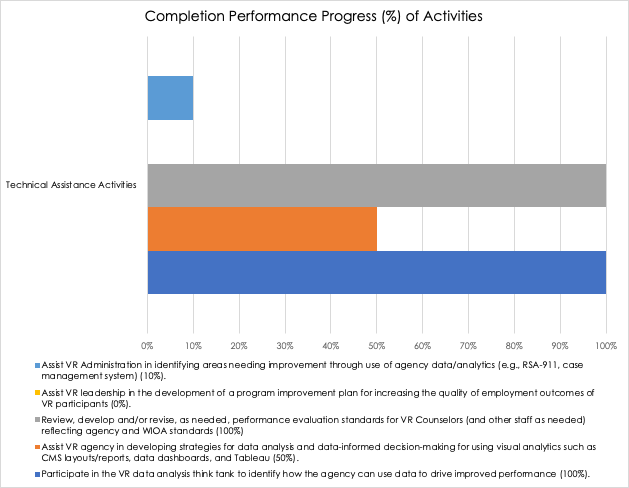 Completion Performance Progress (%) of Activities
Technical Assistance Activities
0% 10% 20% 30% 40% 50% 60% 70% 80% 90% 100%
Assist VR Administration in identifying areas needing improvement through use of agency data/analytics (e.g., RSA-911, case
management system) (10%).
Assist VR leadership in the development of a program improvement plan for increasing the quality of employment outcomes of
VR participants (0%).
Review, develop and/or revise, as needed, performance evaluation standards for VR Counselors (and other staff as needed)
reflecting agency and WIOA standards (100%)
Assist VR agency in developing strategies for data analysis and data-informed decision-making for using visual analytics such as
CMS layouts/reports, data dashboards, and Tableau (50%).
Participate in the VR data analysis think tank to identify how the agency can use data to drive improved performance (100%).